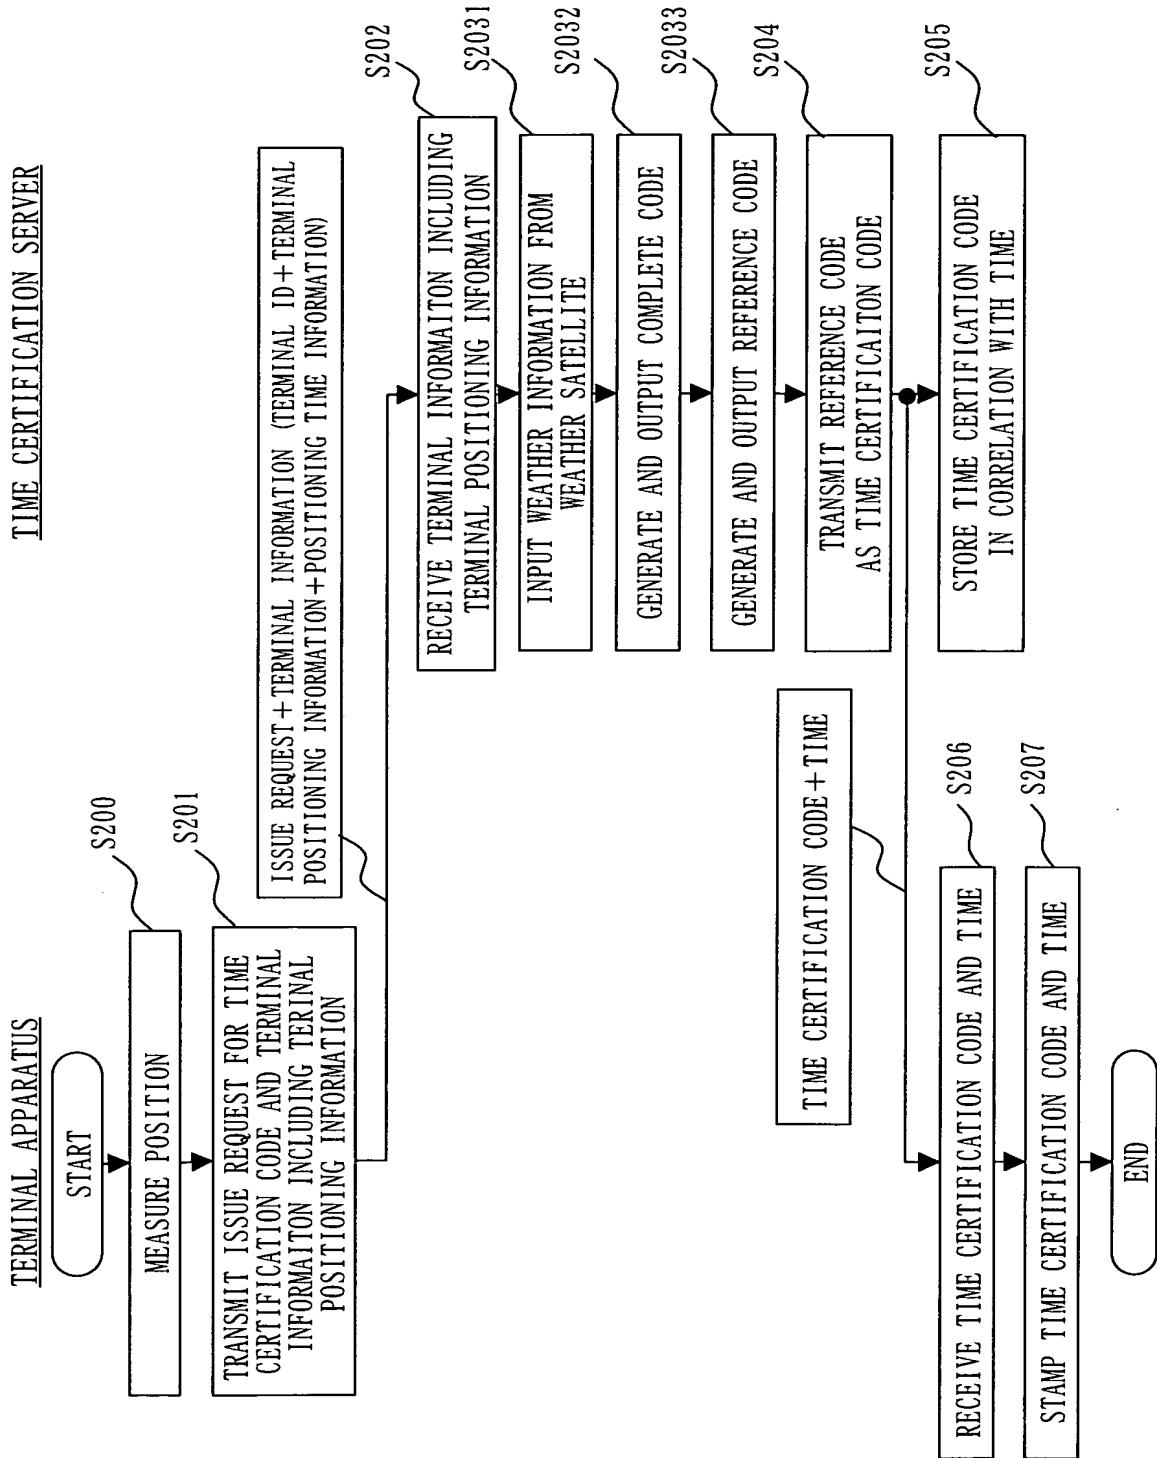 TERMINAL APPARATUS
TIME CERTIFICATION SERVER
START
MEASURE POSITION
S200
TRANSMIT ISSUE REQUEST FOR TIME
CERTIFICATION CODE AND TERMINAL
INFORMAITON INCLUDING TERINAL
POSITIONING INFORMATION
S201
ISSUE REQUEST+TERMINAL INFORMATION (TERMINAL ID+TERMINAL
POSITIONING INFORMATION+POSITIONING TIME INFORMATION)
RECEIVE TERMINAL INFORMAITON INCLUDING
TERMINAL POSITIONING INFORMATION
S202
INPUT WEATHER INFORMATION FROM
WEATHER SATELLITE
S2031
GENERATE AND OUTPUT COMPLETE CODE
S2032
GENERATE AND OUTPUT REFERENCE CODE
S2033
TRANSMIT REFERENCE CODE
AS TIME CERTIFICAITON CODE
S204
TIME CERTIFICATION CODE+TIME
STORE TIME CERTIFICATION CODE
IN CORRELATION WITH TIME
S205
RECEIVE TIME CERTIFICATION CODE AND TIME
S206
STAMP TIME CERTIFICATION CODE AND TIME
S207
END